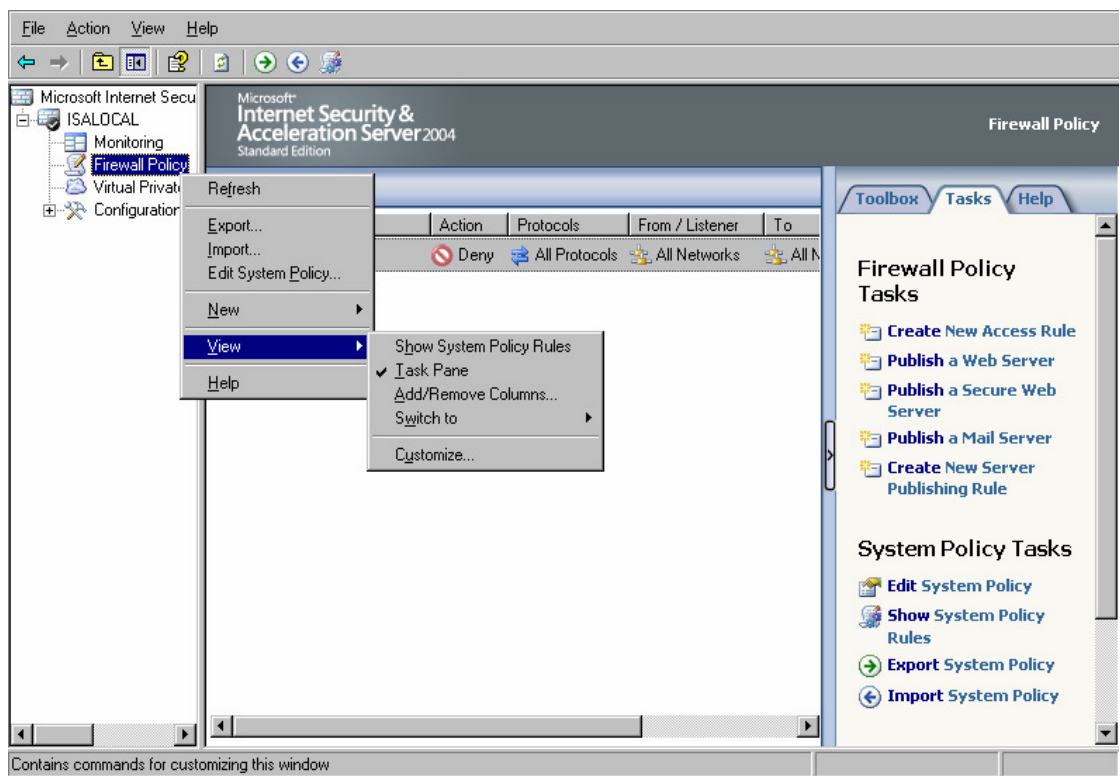 File Action View Help
Microsoft Internet Secu
ISALOCAL
Monitoring
Firewall Policy
Virtual Privat
Configuration
Microsoft
Internet Security &
Acceleration Server 2004
Standard Edition
Firewall Policy
Refresh
Export...
Import...
Edit System Policy...
New
View
Help
Show System Policy Rules
Task Pane
Add/Remove Columns...
Switch to
Customize...
Action Protocols From / Listener To
Deny All Protocols All Networks All N
Toolbox Tasks Help
Firewall Policy
Tasks
Create New Access Rule
Publish a Web Server
Publish a Secure Web
Server
Publish a Mail Server
Create New Server
Publishing Rule
System Policy Tasks
Edit System Policy
Show System Policy
Rules
Export System Policy
Import System Policy
Contains commands for customizing this window